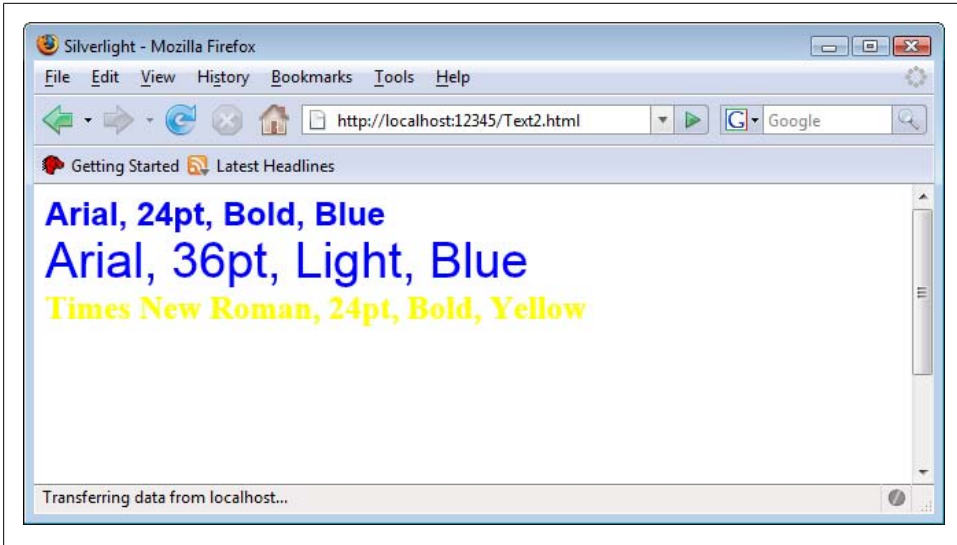 Silverlight - Mozilla Firefox
File Edit View History Bookmarks Tools Help
http://localhost:12345/Text2.html
G Google
Getting Started Latest Headlines
Arial, 24pt, Bold, Blue
Arial, 36pt, Light, Blue
Times New Roman, 24pt, Bold, Yellow
Transferring data from localhost...